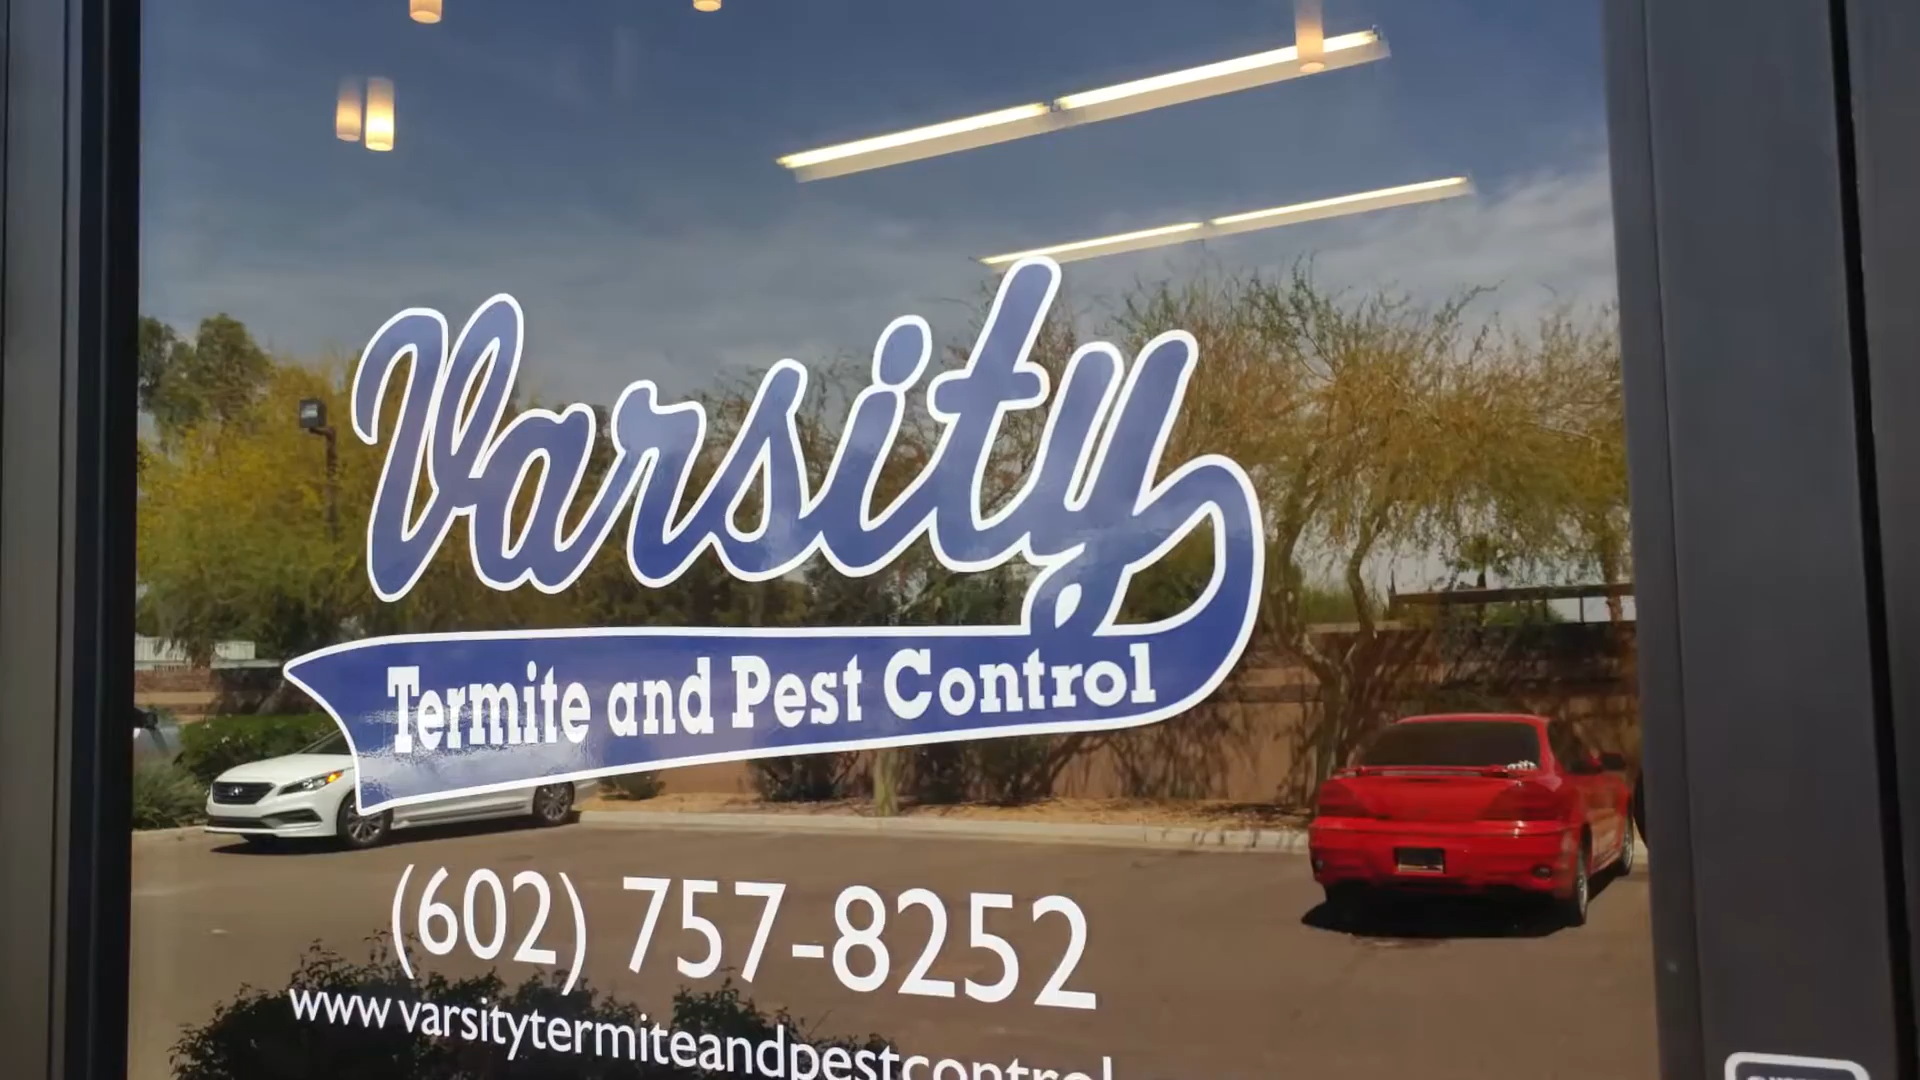 Varsity
Termite and Pest Control
(602) 757-8252
www.varsitytermiteandpestcontrol